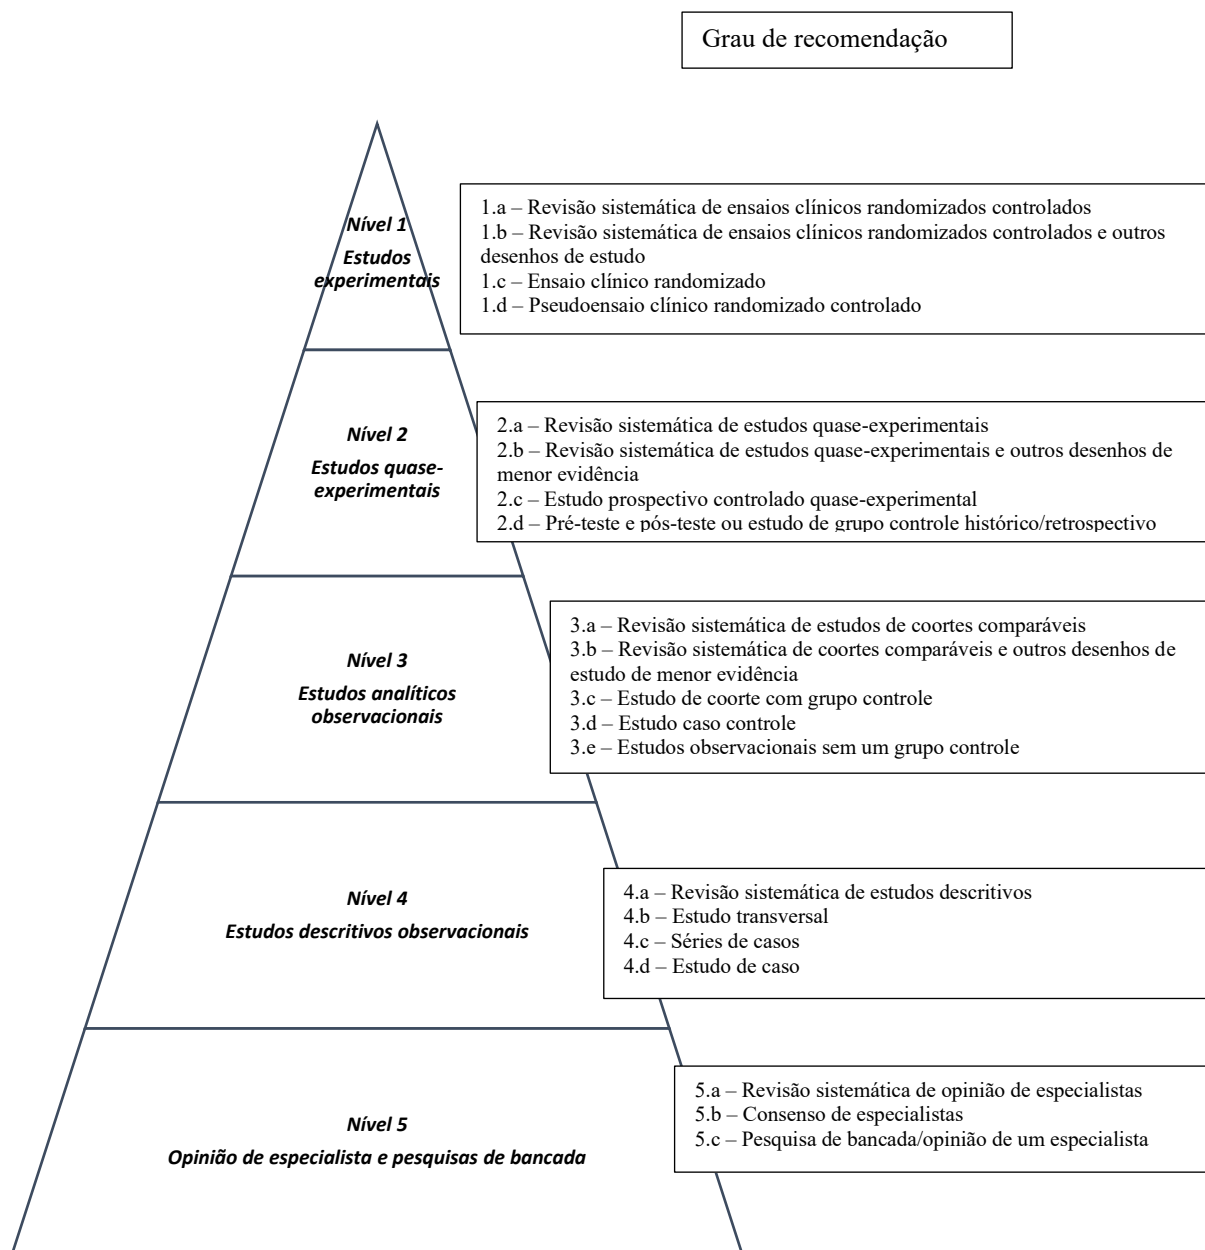 Grau de recomendação
Nível 1
Estudos
experimentais
1.a – Revisão sistemática de ensaios clínicos randomizados controlados
1.b – Revisão sistemática de ensaios clínicos randomizados controlados e outros
desenhos de estudo
1.c – Ensaio clínico randomizado
1.d – Pseudoensaio clínico randomizado controlado
Nível 2
Estudos quase-
experimentais
2.a – Revisão sistemática de estudos quase-experimentais
2.b – Revisão sistemática de estudos quase-experimentais e outros desenhos de
menor evidência
2.c – Estudo prospectivo controlado quase-experimental
2.d – Pré-teste e pós-teste ou estudo de grupo controle histórico/retrospectivo
Nível 3
Estudos analíticos
observacionais
3.a – Revisão sistemática de estudos de coortes comparáveis
3.b – Revisão sistemática de coortes comparáveis e outros desenhos de
estudo de menor evidência
3.c – Estudo de coorte com grupo controle
3.d – Estudo caso controle
3.e – Estudos observacionais sem um grupo controle
Nível 4
Estudos descritivos observacionais
4.a – Revisão sistemática de estudos descritivos
4.b – Estudo transversal
4.c – Séries de casos
4.d – Estudo de caso
Nível 5
Opinião de especialista e pesquisas de bancada
5.a – Revisão sistemática de opinião de especialistas
5.b – Consenso de especialistas
5.c – Pesquisa de bancada/opinião de um especialista